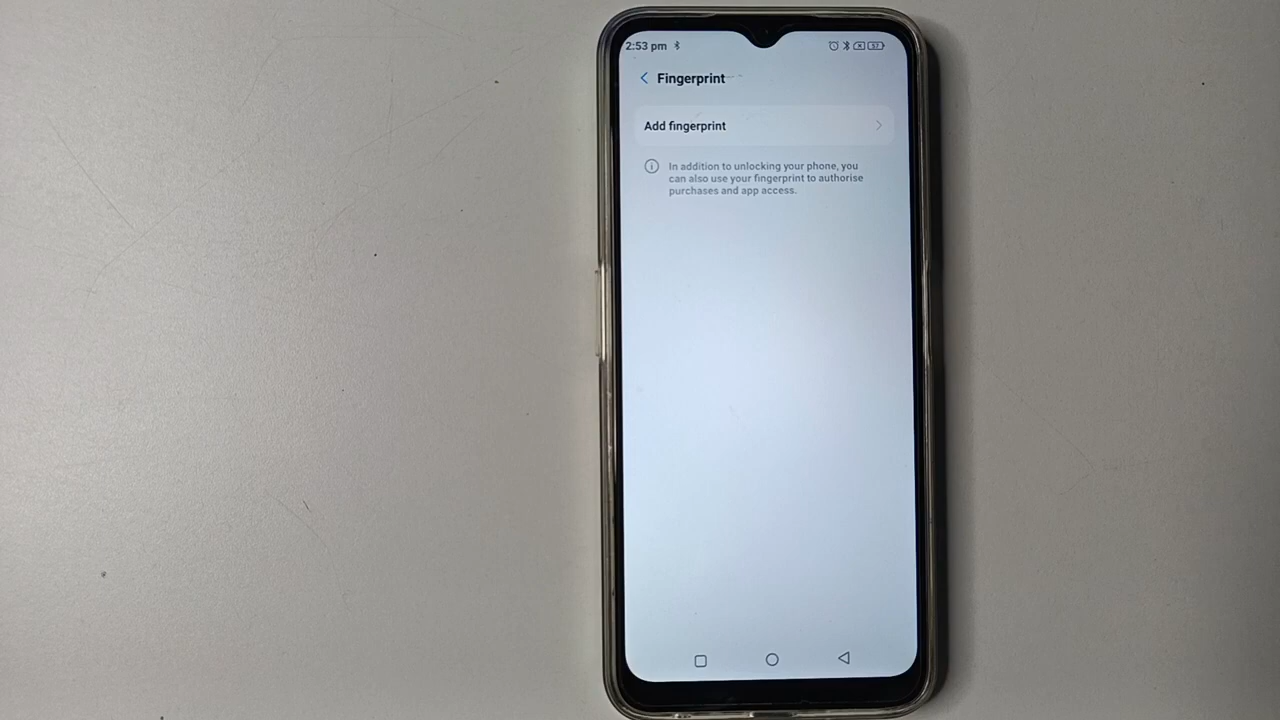 2:53 pm
57
Fingerprint
Add fingerprint
In addition to unlocking your phone, you
can also use your fingerprint to authorise
purchases and app access.